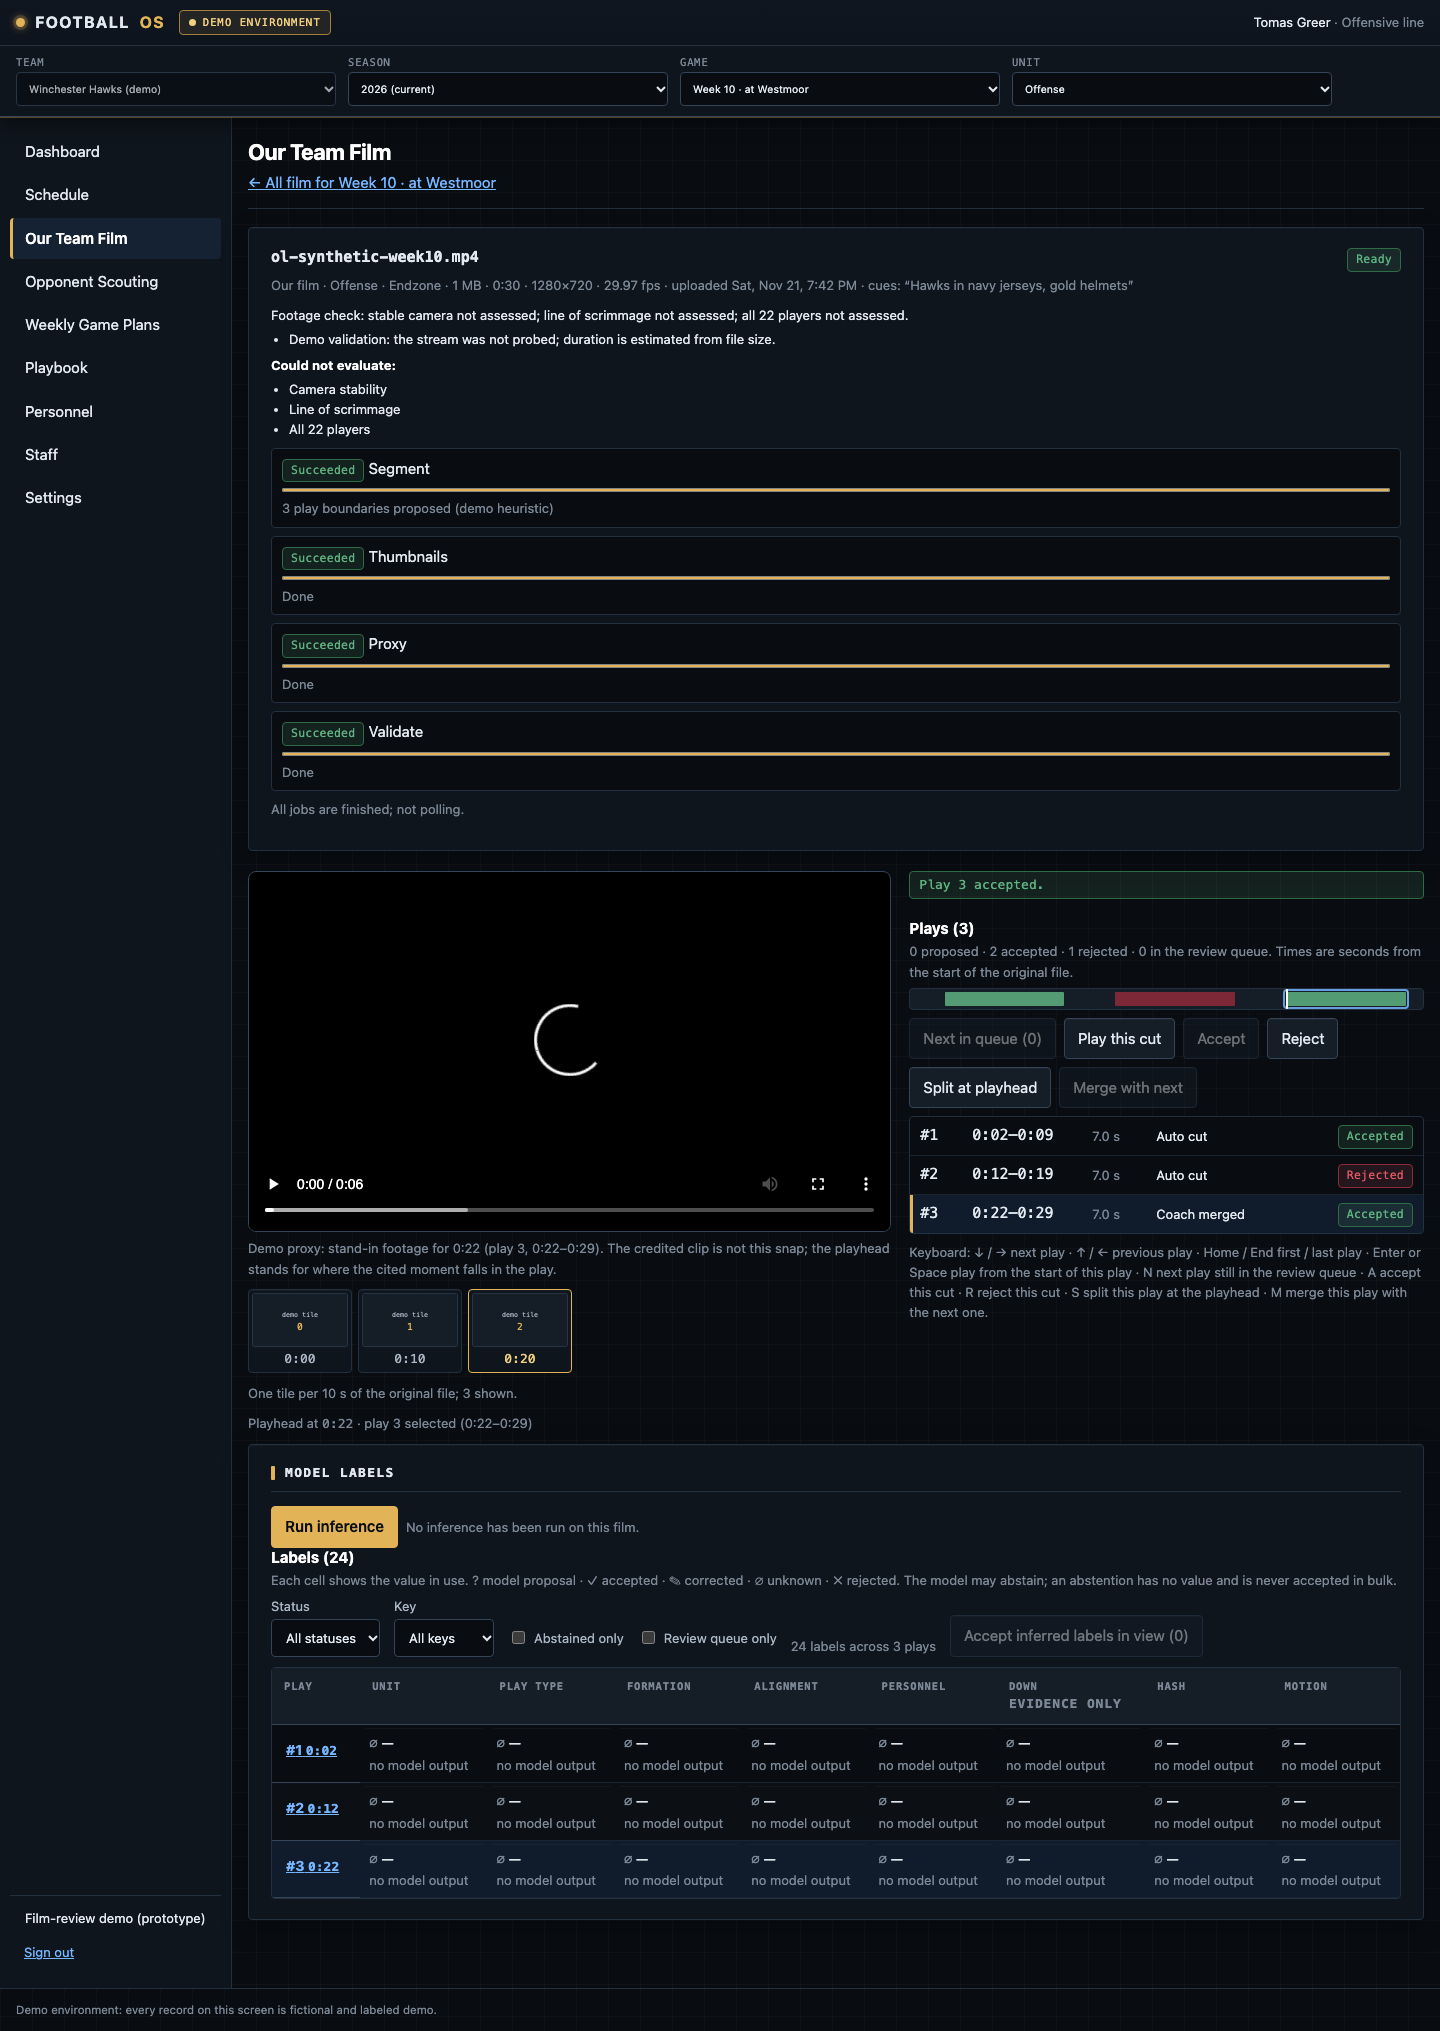 FOOTBALL OS
DEMO ENVIRONMENT
Tomas Greer · Offensive line
TEAM
Winchester Hawks (demo)
SEASON
2026 (current)
GAME
Week 10 · at Westmoor
UNIT
Offense
Dashboard
Schedule
Our Team Film
Opponent Scouting
Weekly Game Plans
Playbook
Personnel
Staff
Settings
Film-review demo (prototype)
Sign out
Our Team Film
← All film for Week 10 · at Westmoor
ol-synthetic-week10.mp4
Ready
Our film · Offense · Endzone · 1 MB · 0:30 · 1280×720 · 29.97 fps · uploaded Sat, Nov 21, 7:42 PM · cues: “Hawks in navy jerseys, gold helmets”
Footage check: stable camera not assessed; line of scrimmage not assessed; all 22 players not assessed.
• Demo validation: the stream was not probed; duration is estimated from file size.
Could not evaluate:
• Camera stability
• Line of scrimmage
• All 22 players
Succeeded Segment
3 play boundaries proposed (demo heuristic)
Succeeded Thumbnails
Done
Succeeded Proxy
Done
Succeeded Validate
Done
All jobs are finished; not polling.
0:00 / 0:06
Demo proxy: stand-in footage for 0:22 (play 3, 0:22–0:29). The credited clip is not this snap; the playhead
stands for where the cited moment falls in the play.
demo tile
0
0:00
demo tile
1
0:10
demo tile
2
0:20
One tile per 10 s of the original file; 3 shown.
Playhead at 0:22 · play 3 selected (0:22–0:29)
Play 3 accepted.
Plays (3)
0 proposed · 2 accepted · 1 rejected · 0 in the review queue. Times are seconds from
the start of the original file.
Next in queue (0)
Play this cut
Accept
Reject
Split at playhead
Merge with next
#1 0:02–0:09 7.0 s Auto cut Accepted
#2 0:12–0:19 7.0 s Auto cut Rejected
#3 0:22–0:29 7.0 s Coach merged Accepted
Keyboard: ↓ / → next play · ↑ / ← previous play · Home / End first / last play · Enter or
Space play from the start of this play · N next play still in the review queue · A accept
this cut · R reject this cut · S split this play at the playhead · M merge this play with
the next one.
MODEL LABELS
Run inference
No inference has been run on this film.
Labels (24)
Each cell shows the value in use. ? model proposal · ✓ accepted · ✎ corrected · ∅ unknown · ✕ rejected. The model may abstain; an abstention has no value and is never accepted in bulk.
Status
All statuses
Key
All keys
Abstained only
Review queue only
24 labels across 3 plays
Accept inferred labels in view (0)
PLAY UNIT PLAY TYPE FORMATION ALIGNMENT PERSONNEL DOWN HASH MOTION
EVIDENCE ONLY
#1 0:02 ∅ — ∅ — ∅ — ∅ — ∅ — ∅ — ∅ — ∅ —
no model output no model output no model output no model output no model output no model output no model output no model output
#2 0:12 ∅ — ∅ — ∅ — ∅ — ∅ — ∅ — ∅ — ∅ —
no model output no model output no model output no model output no model output no model output no model output no model output
#3 0:22 ∅ — ∅ — ∅ — ∅ — ∅ — ∅ — ∅ — ∅ —
no model output no model output no model output no model output no model output no model output no model output no model output
Demo environment: every record on this screen is fictional and labeled demo.